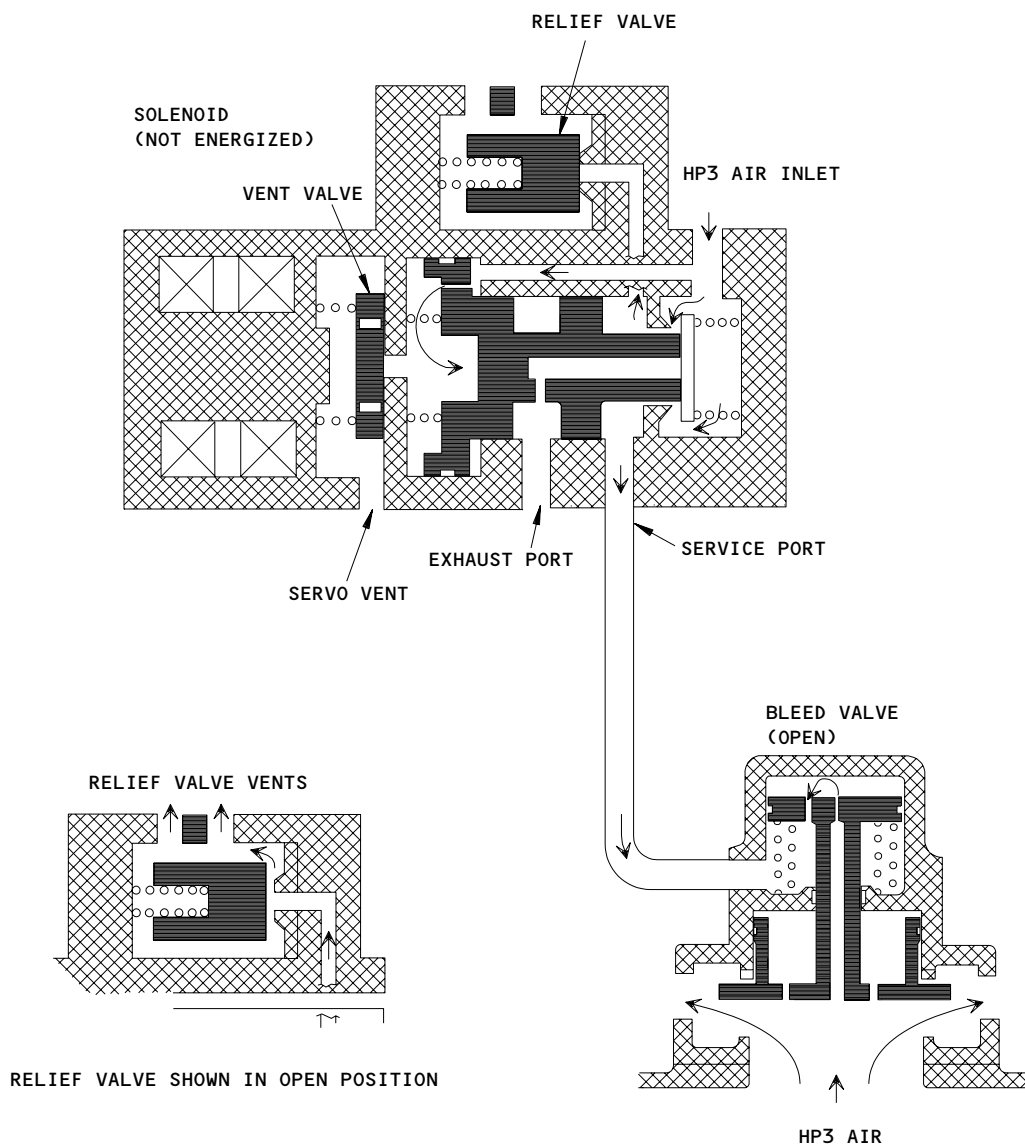 RELIEF VALVE
SOLENOID
(NOT ENERGIZED)
HP3 AIR INLET
VENT VALVE
SERVICE PORT
EXHAUST PORT
SERVO VENT
BLEED VALVE
(OPEN)
RELIEF VALVE VENTS
RELIEF VALVE SHOWN IN OPEN POSITION
HP3 AIR